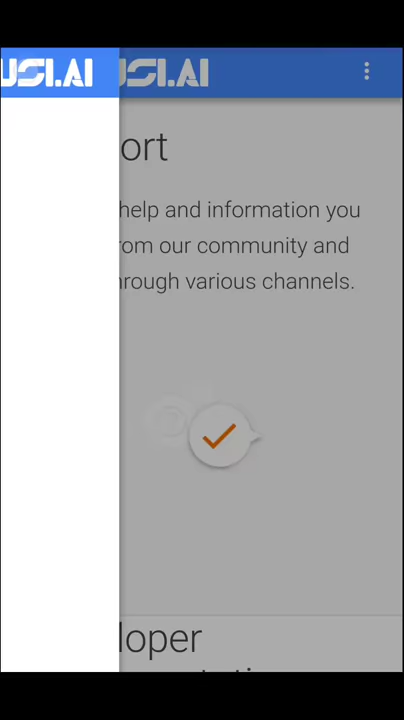 USI.AI
USI.AI
ort
help and information you
rom our community and
hrough various channels.
loper